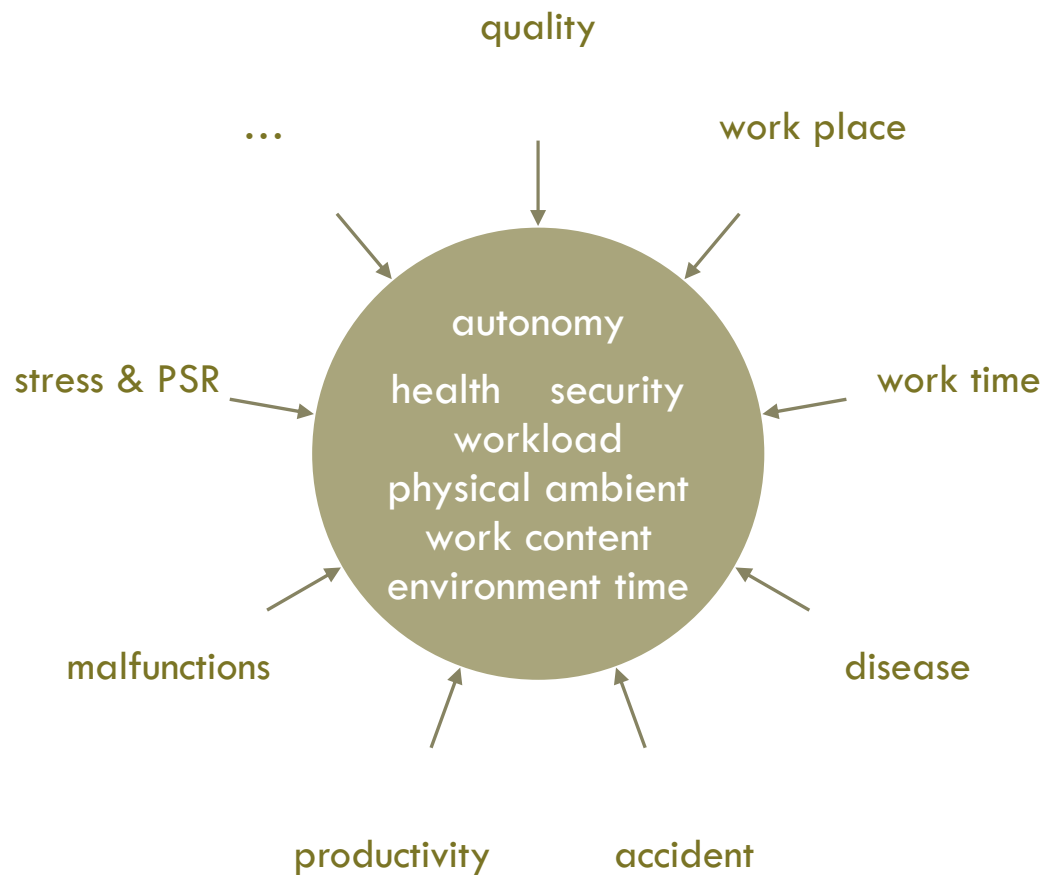 quality
...
work place
autonomy
stress & PSR
health security
work time
workload
physical ambient
work content
environment time
malfunctions
disease
productivity
accident